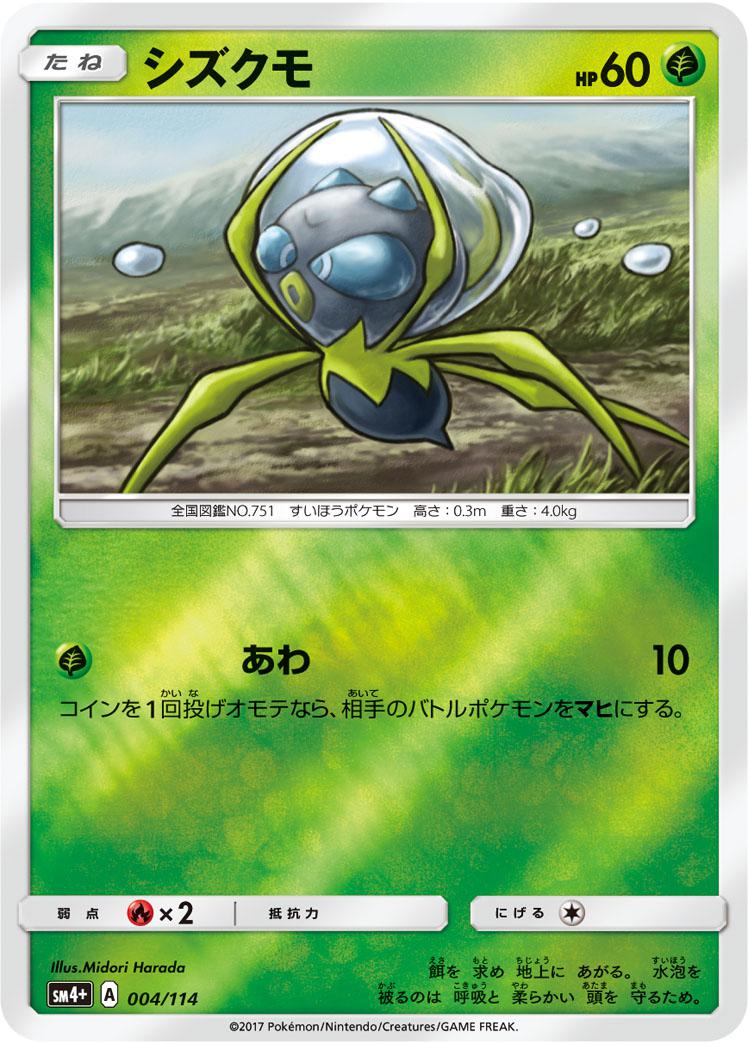 たね シズクモ HP60
全国図鑑NO.751 すいほうポケモン 高さ:0.3m 重さ:4.0kg
あわ 10
コインを1回投げオモテなら、相手のバトルポケモンをマヒにする。
弱点 ×2 抵抗力 にげる
Illus.Midori Harada
餌を 求め 地上に あがる。 水泡を
被るのは 呼吸と 柔らかい 頭を 守るため。
SM4+ A 004/114
©2017 Pokémon/Nintendo/Creatures/GAME FREAK.